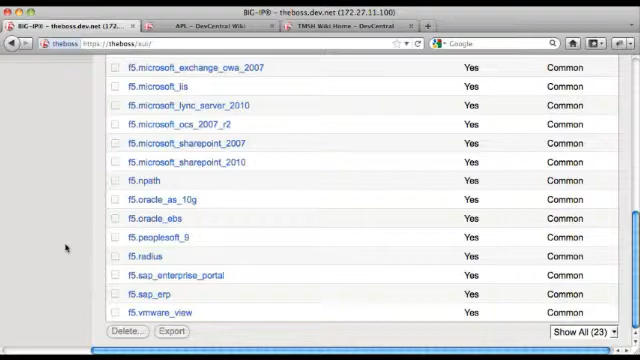 BIG-IP® – theboss.dev.net (172.27.11.100)
BIG-IP® – theboss.dev.net (172.... × APL – DevCentral Wiki × TMSH Wiki Home – DevCentral × +
theboss https://theboss/xui/ Google
f5.microsoft_exchange_owa_2007 Yes Common
f5.microsoft_iis Yes Common
f5.microsoft_lync_server_2010 Yes Common
f5.microsoft_ocs_2007_r2 Yes Common
f5.microsoft_sharepoint_2007 Yes Common
f5.microsoft_sharepoint_2010 Yes Common
f5.npath Yes Common
f5.oracle_as_10g Yes Common
f5.oracle_ebs Yes Common
f5.peoplesoft_9 Yes Common
f5.radius Yes Common
f5.sap_enterprise_portal Yes Common
f5.sap_erp Yes Common
f5.vmware_view Yes Common
Delete... Export Show All (23)